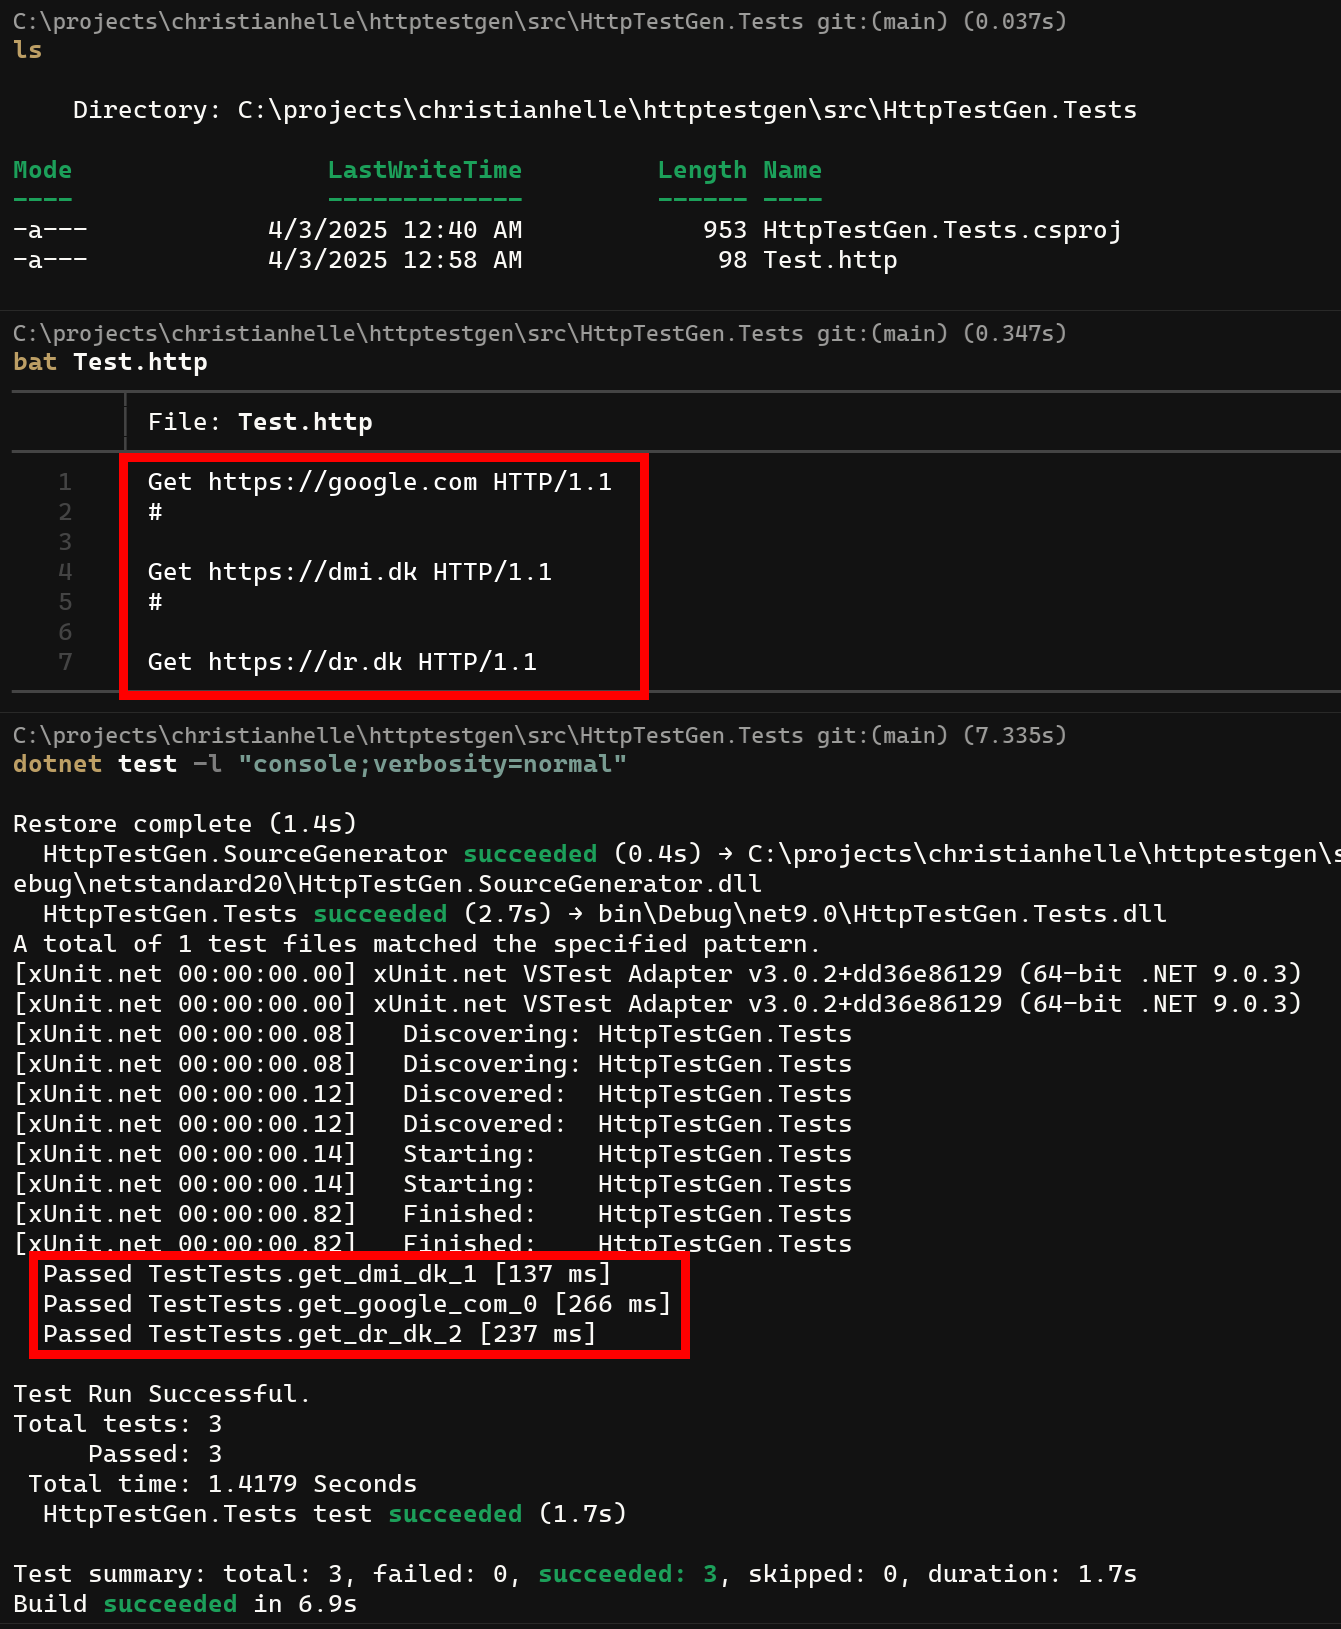 C:\projects\christianhelle\httptestgen\src\HttpTestGen.Tests git:(main) (0.037s)
ls
Directory: C:\projects\christianhelle\httptestgen\src\HttpTestGen.Tests
Mode LastWriteTime Length Name
---- ------------- ------ ----
-a--- 4/3/2025 12:40 AM 953 HttpTestGen.Tests.csproj
-a--- 4/3/2025 12:58 AM 98 Test.http
C:\projects\christianhelle\httptestgen\src\HttpTestGen.Tests git:(main) (0.347s)
bat Test.http
File: Test.http
1 Get https://google.com HTTP/1.1
2 #
3
4 Get https://dmi.dk HTTP/1.1
5 #
6
7 Get https://dr.dk HTTP/1.1
C:\projects\christianhelle\httptestgen\src\HttpTestGen.Tests git:(main) (7.335s)
dotnet test -l "console;verbosity=normal"
Restore complete (1.4s)
HttpTestGen.SourceGenerator succeeded (0.4s) → C:\projects\christianhelle\httptestgen\s
ebug\netstandard20\HttpTestGen.SourceGenerator.dll
HttpTestGen.Tests succeeded (2.7s) → bin\Debug\net9.0\HttpTestGen.Tests.dll
A total of 1 test files matched the specified pattern.
[xUnit.net 00:00:00.00] xUnit.net VSTest Adapter v3.0.2+dd36e86129 (64-bit .NET 9.0.3)
[xUnit.net 00:00:00.00] xUnit.net VSTest Adapter v3.0.2+dd36e86129 (64-bit .NET 9.0.3)
[xUnit.net 00:00:00.08] Discovering: HttpTestGen.Tests
[xUnit.net 00:00:00.08] Discovering: HttpTestGen.Tests
[xUnit.net 00:00:00.12] Discovered: HttpTestGen.Tests
[xUnit.net 00:00:00.12] Discovered: HttpTestGen.Tests
[xUnit.net 00:00:00.14] Starting: HttpTestGen.Tests
[xUnit.net 00:00:00.14] Starting: HttpTestGen.Tests
[xUnit.net 00:00:00.82] Finished: HttpTestGen.Tests
[xUnit.net 00:00:00.82] Finished: HttpTestGen.Tests
Passed TestTests.get_dmi_dk_1 [137 ms]
Passed TestTests.get_google_com_0 [266 ms]
Passed TestTests.get_dr_dk_2 [237 ms]
Test Run Successful.
Total tests: 3
Passed: 3
Total time: 1.4179 Seconds
HttpTestGen.Tests test succeeded (1.7s)
Test summary: total: 3, failed: 0, succeeded: 3, skipped: 0, duration: 1.7s
Build succeeded in 6.9s